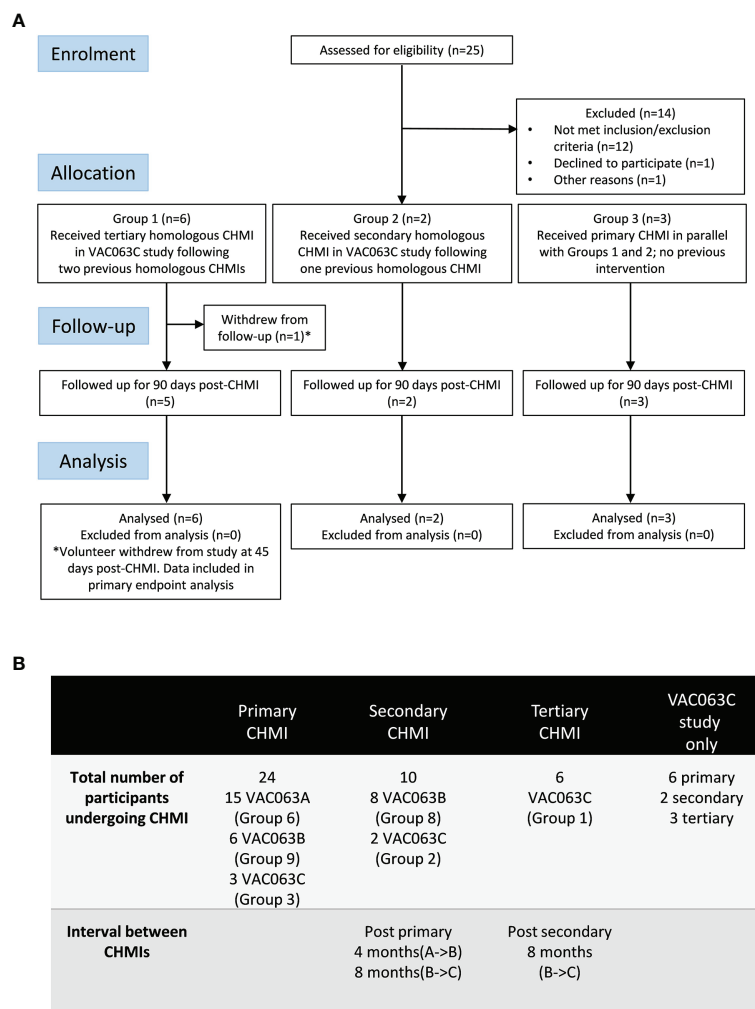 A
Enrolment
Assessed for eligibility (n=25)
Excluded (n=14)
• Not met inclusion/exclusion
criteria (n=12)
• Declined to participate (n=1)
• Other reasons (n=1)
Allocation
Group 1 (n=6)
Received tertiary homologous CHMI
in VAC063C study following
two previous homologous CHMIs
Group 2 (n=2)
Received secondary homologous
CHMI in VAC063C study following
one previous homologous CHMI
Group 3 (n=3)
Received primary CHMI in parallel
with Groups 1 and 2; no previous
intervention
Follow-up
Withdrew from
follow-up (n=1)*
Followed up for 90 days post-CHMI
(n=5)
Followed up for 90 days post-CHMI
(n=2)
Followed up for 90 days post-CHMI
(n=3)
Analysis
Analysed (n=6)
Excluded from analysis (n=0)
*Volunteer withdrew from study at 45
days post-CHMI. Data included in
primary endpoint analysis
Analysed (n=2)
Excluded from analysis (n=0)
Analysed (n=3)
Excluded from analysis (n=0)
B
Primary
CHMI
Secondary
CHMI
Tertiary
CHMI
VAC063C
study
only
Total number of
participants
undergoing CHMI
24
15 VAC063A
(Group 6)
6 VAC063B
(Group 9)
3 VAC063C
(Group 3)
10
8 VAC063B
(Group 8)
2 VAC063C
(Group 2)
6
VAC063C
(Group 1)
6 primary
2 secondary
3 tertiary
Interval between
CHMIs
Post primary
4 months(A->B)
8 months(B->C)
Post secondary
8 months
(B->C)